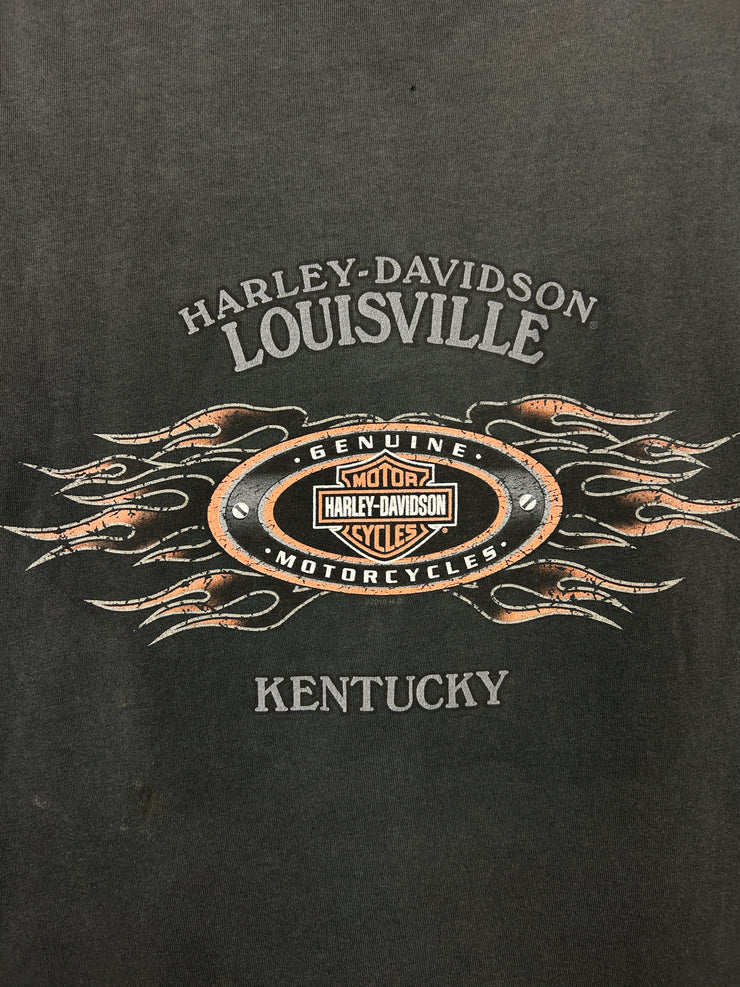 HARLEY-DAVIDSON
LOUISVILLE
®
• GENUINE •
MOTOR
HARLEY-DAVIDSON
CYCLES
®
• MOTORCYCLES •
KENTUCKY